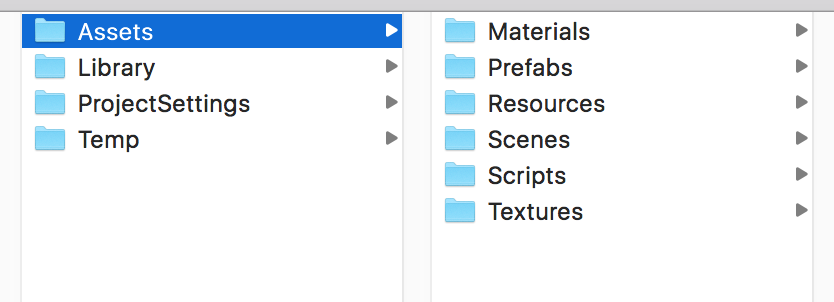 Assets
Library
ProjectSettings
Temp
Materials
Prefabs
Resources
Scenes
Scripts
Textures